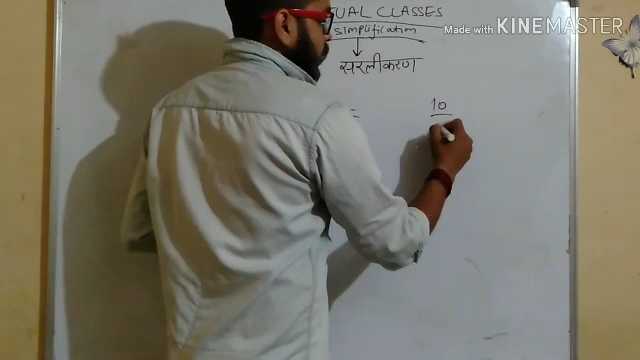 UAL CLASSES
simplification
Made with KINEMASTER
सरलीकरण
10